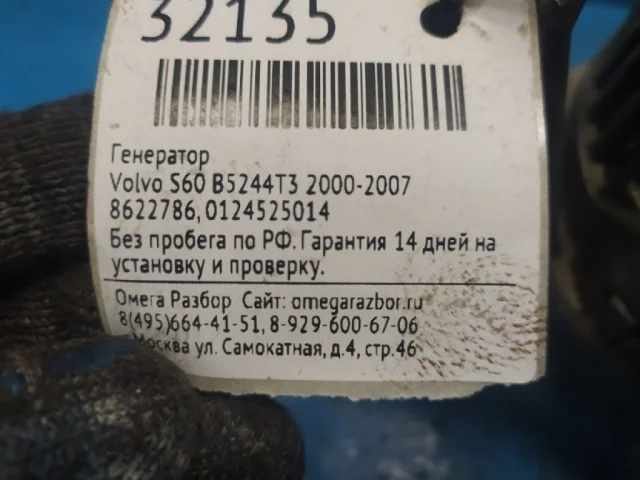 32135
Генератор
Volvo S60 B5244T3 2000-2007
8622786, 0124525014
Без пробега по РФ. Гарантия 14 дней на
установку и проверку.
Омега Разбор Сайт: omegarazbor.ru
8(495)664-41-51, 8-929-600-67-06
Москва ул. Самокатная, д.4, стр.46